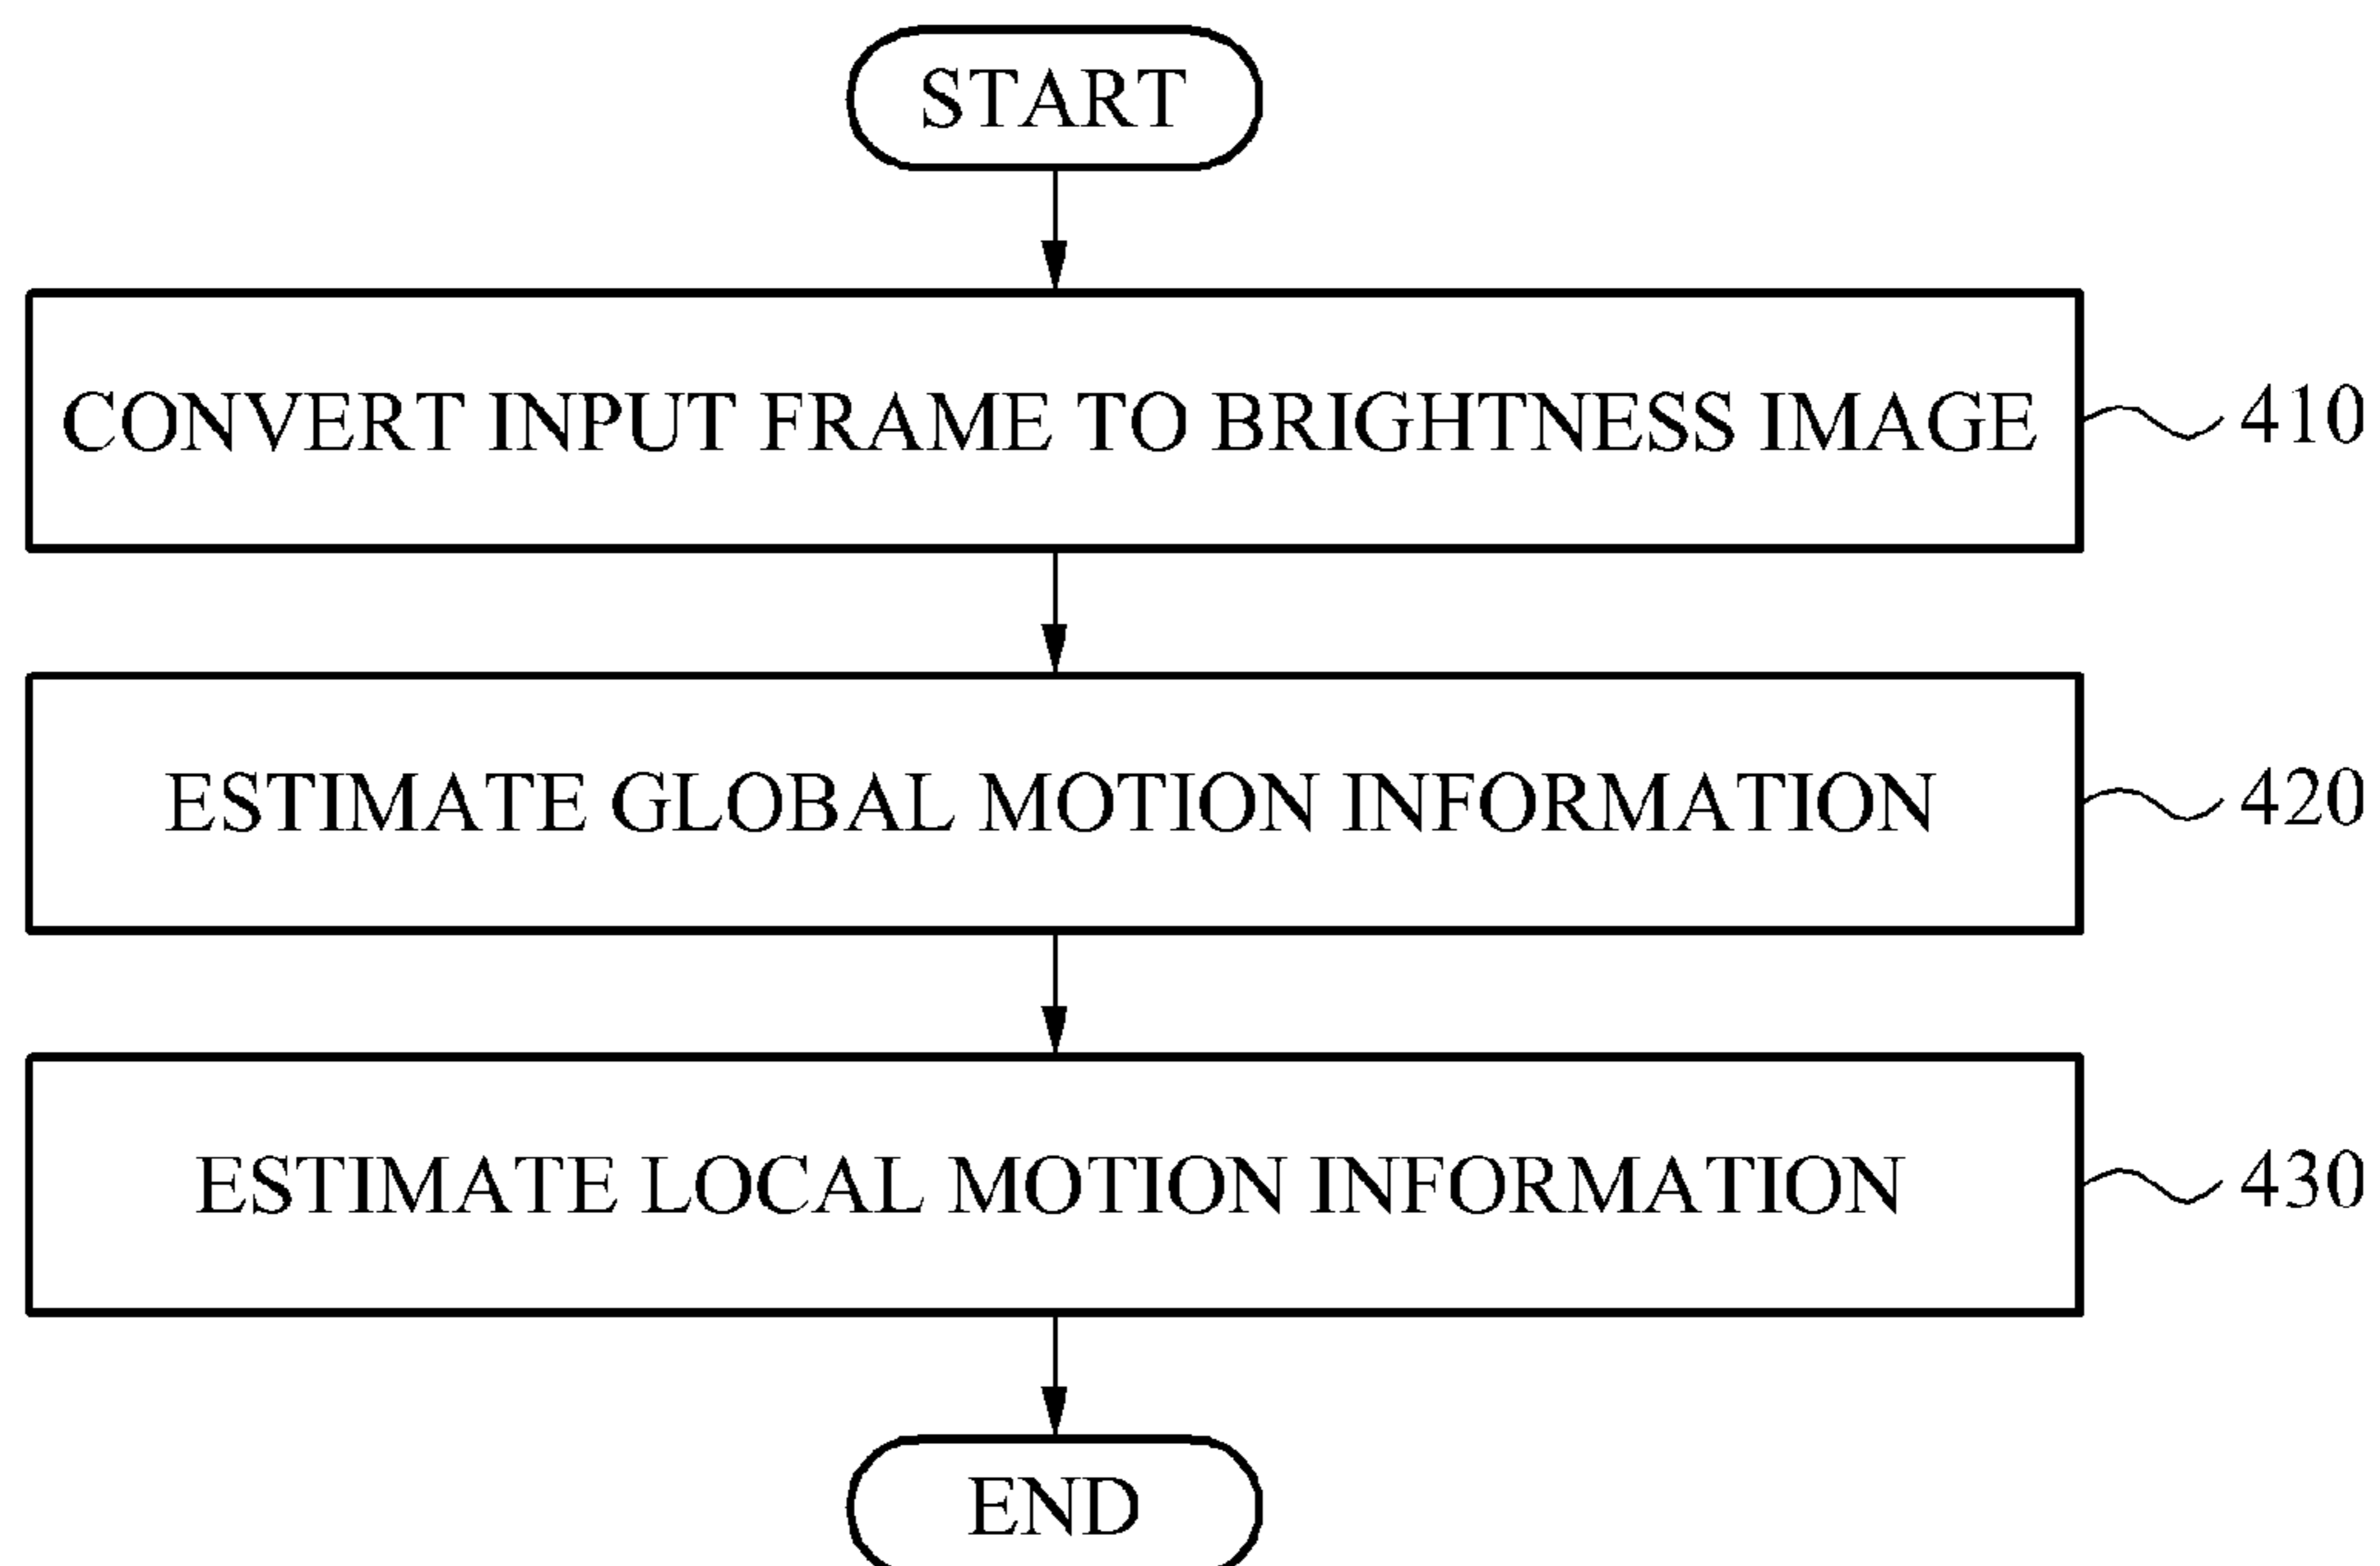 START
CONVERT INPUT FRAME TO BRIGHTNESS IMAGE
410
ESTIMATE GLOBAL MOTION INFORMATION
420
ESTIMATE LOCAL MOTION INFORMATION
430
END